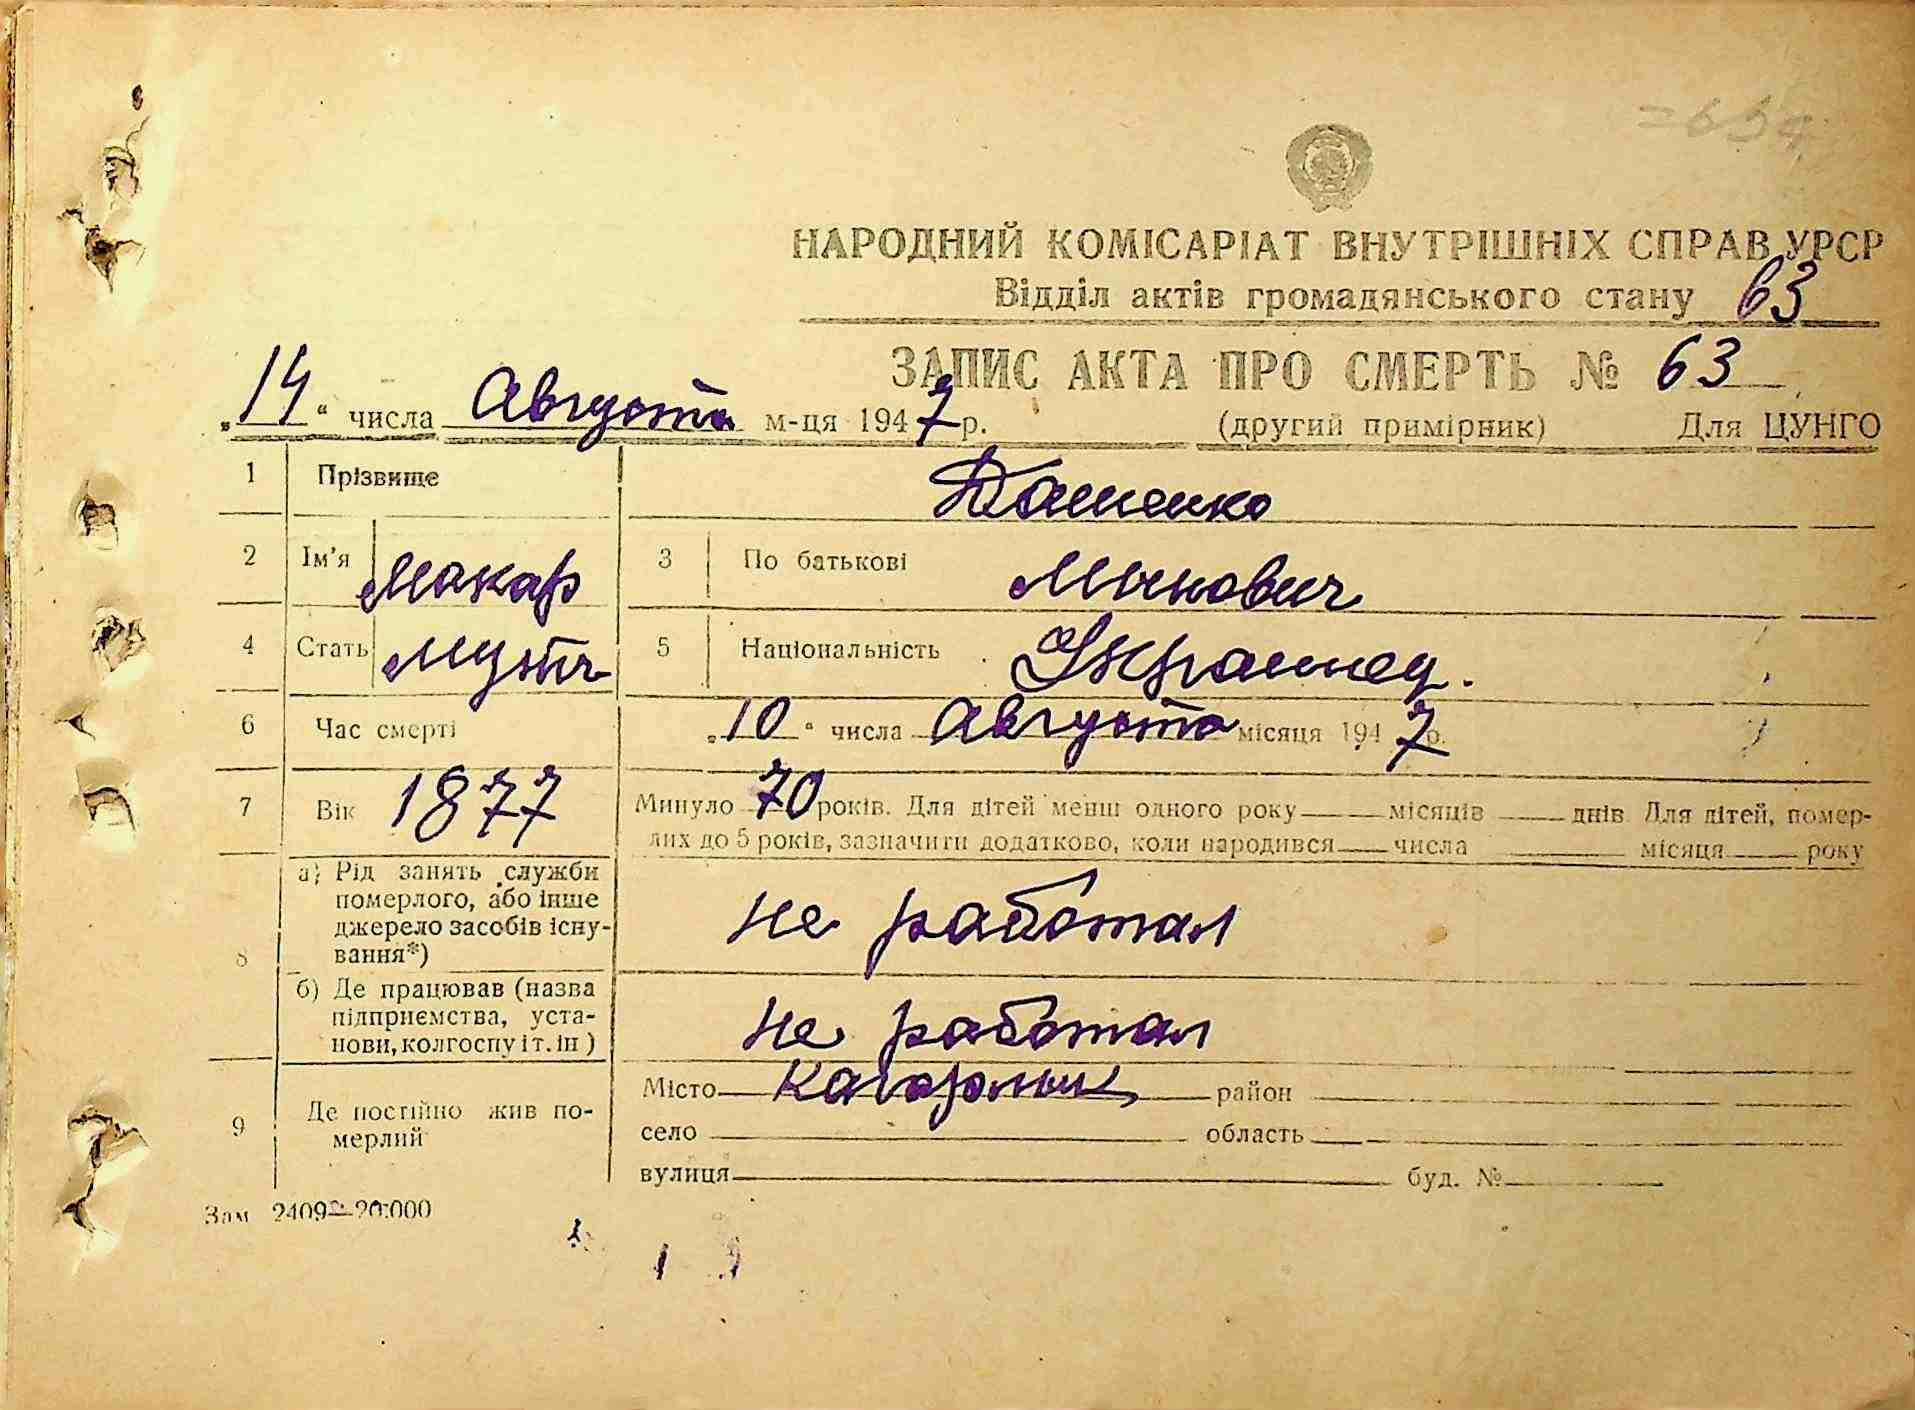 НАРОДНИЙ КОМІСАРІАТ ВНУТРІШНІХ СПРАВ УРСР
Відділ актів громадянського стану 63
ЗАПИС АКТА ПРО СМЕРТЬ № 63
„14“ числа Августа м-ця 1947 р.
(другий примірник) Для ЦУНГО
1 Прізвище Дашенко
2 Ім'я Макар 3 По батькові
4 Стать 5 Національність Украинец.
6 Час смерті „10“ числа Августа місяця 1947 р.
7 Вік 1877 Минуло 70 років. Для дітей менш одного року — місяців — днів. Для дітей, помер-
лих до 5 років, зазначити додатково, коли народився — числа — місяця — року
8 а) Рід занять служби
померлого, або інше
джерело засобів існу-
вання*)
не работал
б) Де працював (назва
підприємства, уста-
нови, колгоспу і т. ін)
не работал
9 Де постійно жив по-
мерлий
Місто Кагарлык район
село область
вулиця буд. №
Зам 2409—20.000